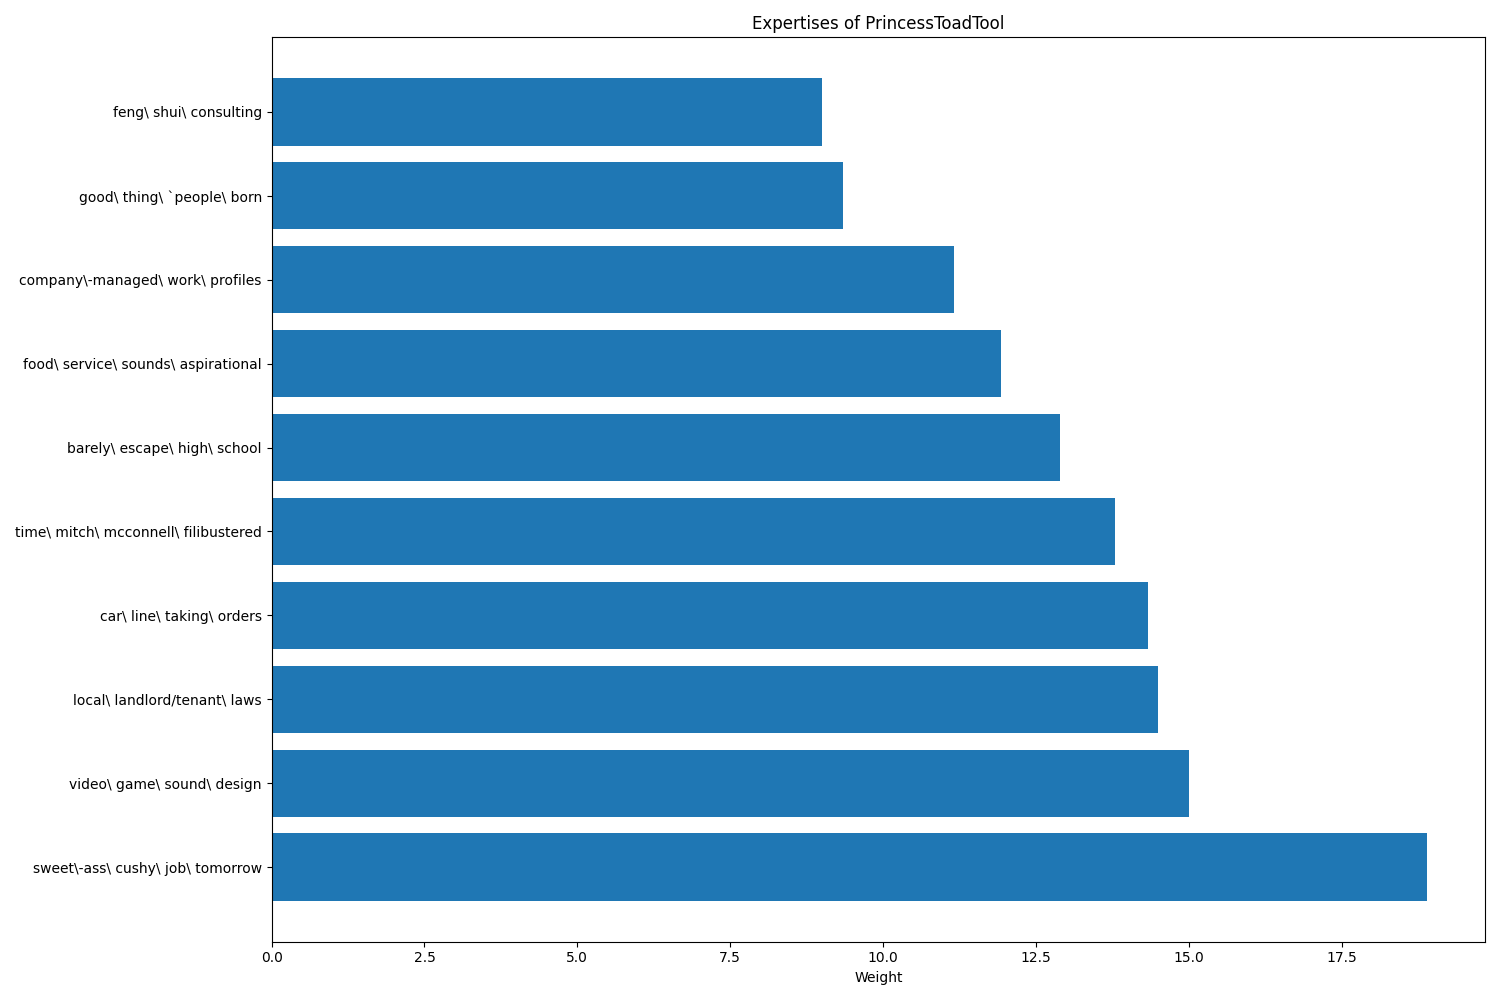 Expertises of PrincessToadTool
feng\ shui\ consulting
good\ thing\ `people\ born
company\-managed\ work\ profiles
food\ service\ sounds\ aspirational
barely\ escape\ high\ school
time\ mitch\ mcconnell\ filibustered
car\ line\ taking\ orders
local\ landlord/tenant\ laws
video\ game\ sound\ design
sweet\-ass\ cushy\ job\ tomorrow
0.0 2.5 5.0 7.5 10.0 12.5 15.0 17.5
Weight